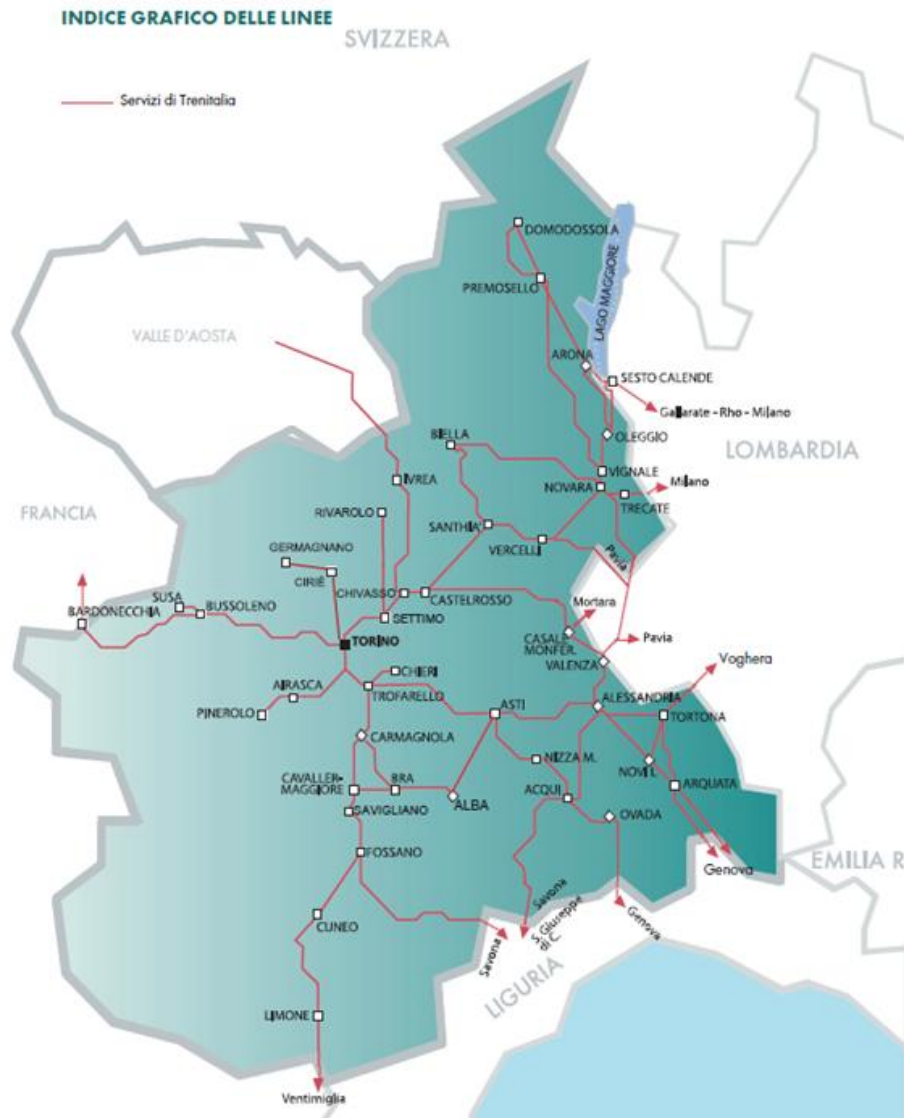 INDICE GRAFICO DELLE LINEE
SVIZZERA
Servizi di Trenitalia
DOMODOSSOLA
PREMOSELLO
LAGO MAGGIORE
VALLE D'AOSTA
ARONA
SESTO CALENDE
Gallarate - Rho - Milano
BIELLA
OLEGGIO
LOMBARDIA
VIGNALE
IVREA
NOVARA
Milano
TRECATE
FRANCIA
RIVAROLO
SANTHIA'
VERCELLI
GERMAGNANO
Pavia
CIRIÈ
CHIVASSO
CASTELROSSO
SUSA
BARDONECCHIA
BUSSOLENO
SETTIMO
Mortara
TORINO
CASALE
MONFER.
Pavia
VALENZA
Voghera
CHIERI
AIRASCA
TROFARELLO
PINEROLO
ASTI
ALESSANDRIA
TORTONA
CARMAGNOLA
NIZZA M.
NOVI L.
CAVALLER-
MAGGIORE
BRA
ALBA
ACQUI
ARQUATA
SAVIGLIANO
OVADA
FOSSANO
Genova
EMILIA R
CUNEO
Savona
S. Giuseppe
di C.
Savona
Genova
LIGURIA
LIMONE
Ventimiglia